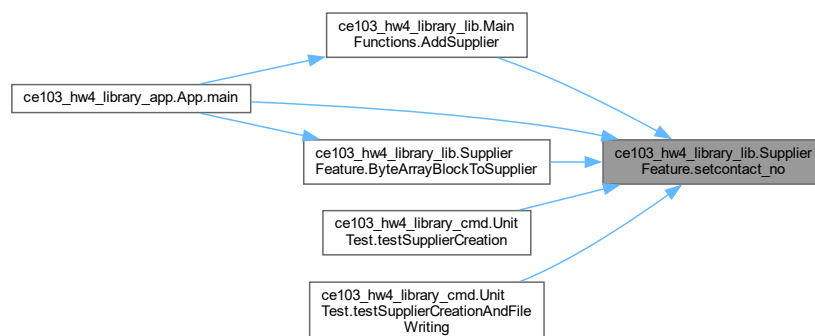 ce103_hw4_library_lib.Main
Functions.AddSupplier
ce103_hw4_library_app.App.main
ce103_hw4_library_lib.Supplier
Feature.ByteArrayBlockToSupplier
ce103_hw4_library_lib.Supplier
Feature.setcontact_no
ce103_hw4_library_cmd.Unit
Test.testSupplierCreation
ce103_hw4_library_cmd.Unit
Test.testSupplierCreationAndFile
Writing